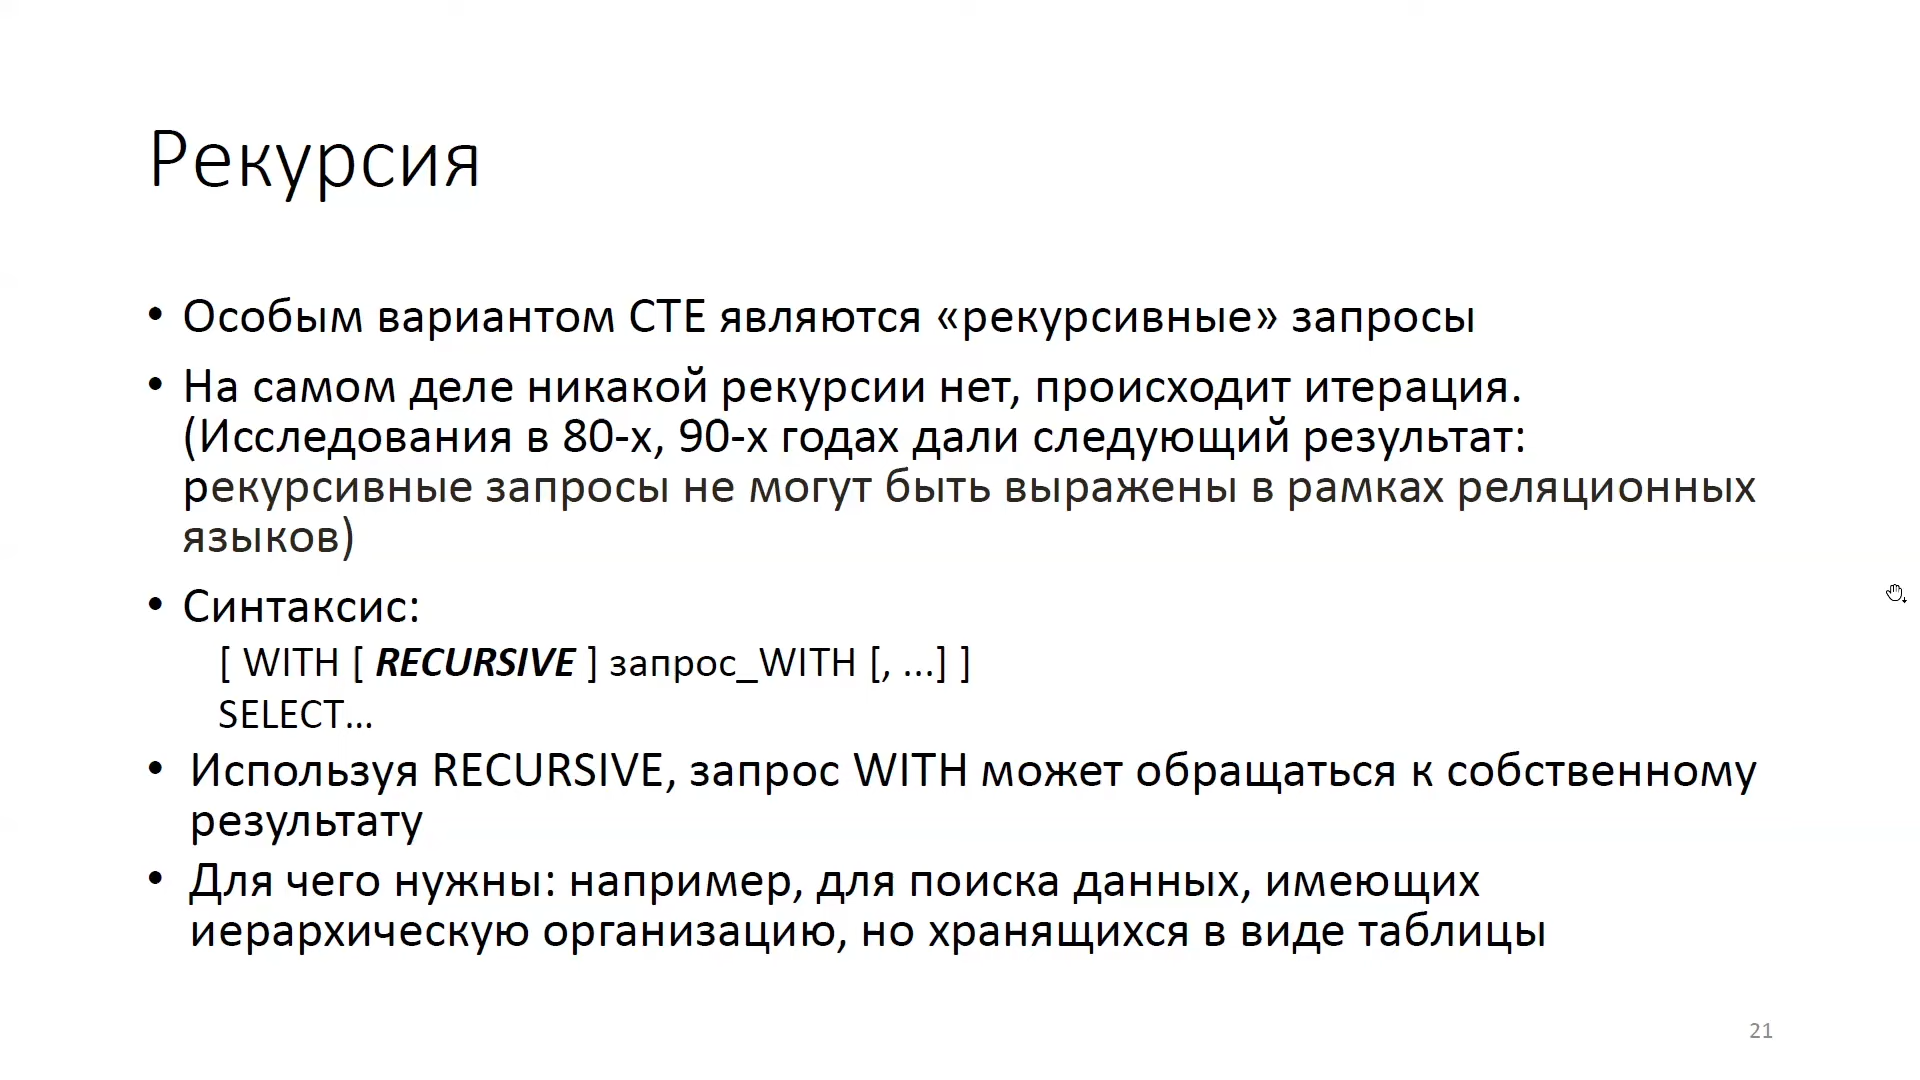 Рекурсия
• Особым вариантом CTE являются «рекурсивные» запросы
• На самом деле никакой рекурсии нет, происходит итерация.
(Исследования в 80-х, 90-х годах дали следующий результат:
рекурсивные запросы не могут быть выражены в рамках реляционных
языков)
• Синтаксис:
[ WITH [ RECURSIVE ] запрос_WITH [, ...] ]
SELECT...
• Используя RECURSIVE, запрос WITH может обращаться к собственному
результату
• Для чего нужны: например, для поиска данных, имеющих
иерархическую организацию, но хранящихся в виде таблицы
21